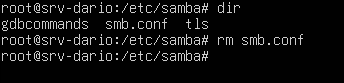 root@srv-dario:/etc/samba# dir
gdbcommands  smb.conf  tls
root@srv-dario:/etc/samba# rm smb.conf
root@srv-dario:/etc/samba#